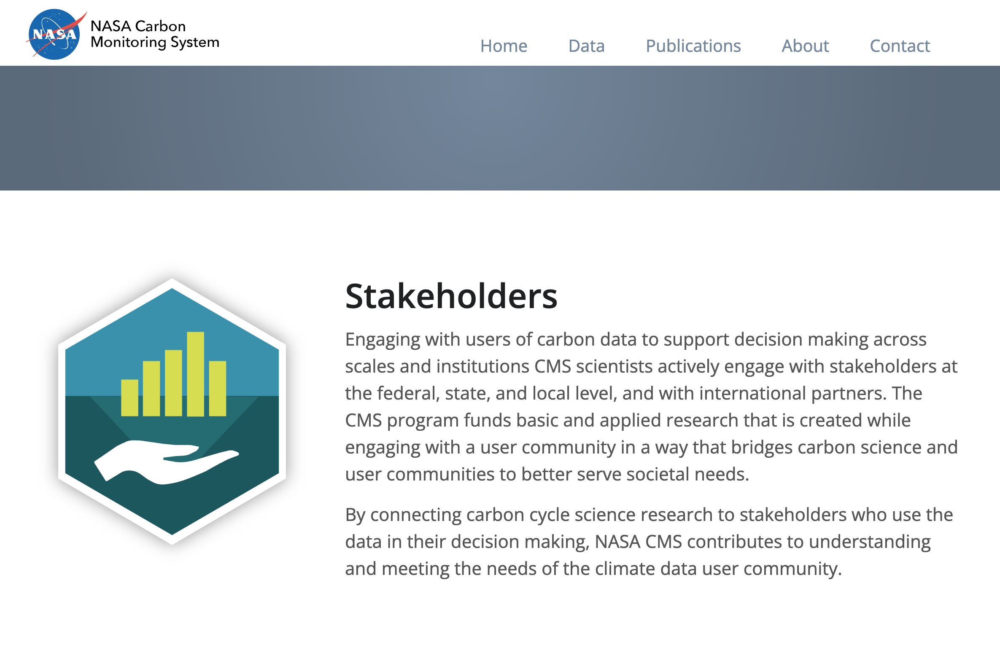 NASA
NASA Carbon
Monitoring System
Home Data Publications About Contact
Stakeholders
Engaging with users of carbon data to support decision making across
scales and institutions CMS scientists actively engage with stakeholders at
the federal, state, and local level, and with international partners. The
CMS program funds basic and applied research that is created while
engaging with a user community in a way that bridges carbon science and
user communities to better serve societal needs.
By connecting carbon cycle science research to stakeholders who use the
data in their decision making, NASA CMS contributes to understanding
and meeting the needs of the climate data user community.